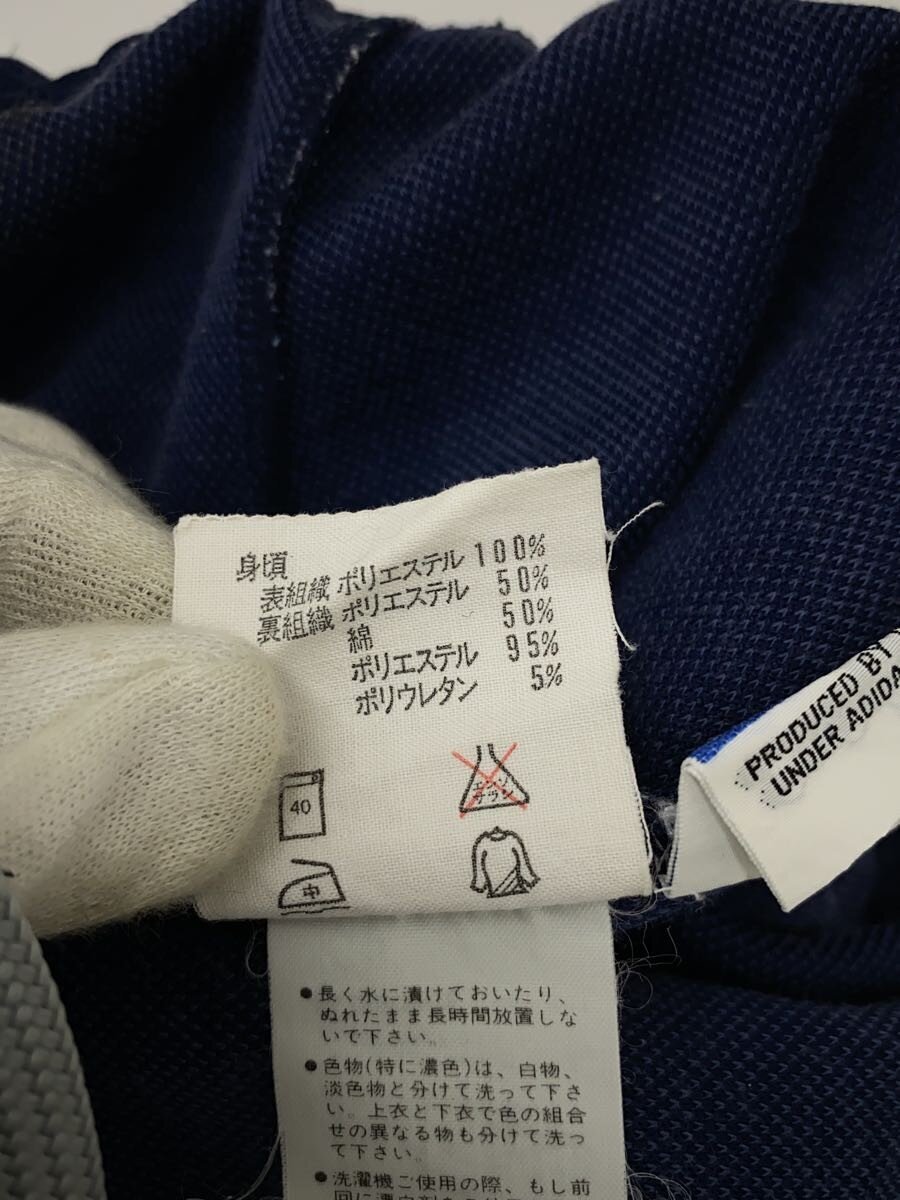 身頃
表組織 ポリエステル 100%
裏組織 ポリエステル 50%
綿 50%
ポリエステル 95%
ポリウレタン 5%
40
エンソ
サラシ
中
PRODUCED BY
UNDER ADIDA
●長く水に漬けておいたり、
ぬれたまま長時間放置しな
いで下さい。
●色物(特に濃色)は、白物、
淡色物と分けて洗って下さ
い。上衣と下衣で色の組合
せの異なる物も分けて洗っ
て下さい。
●洗濯機ご使用の際、もし前